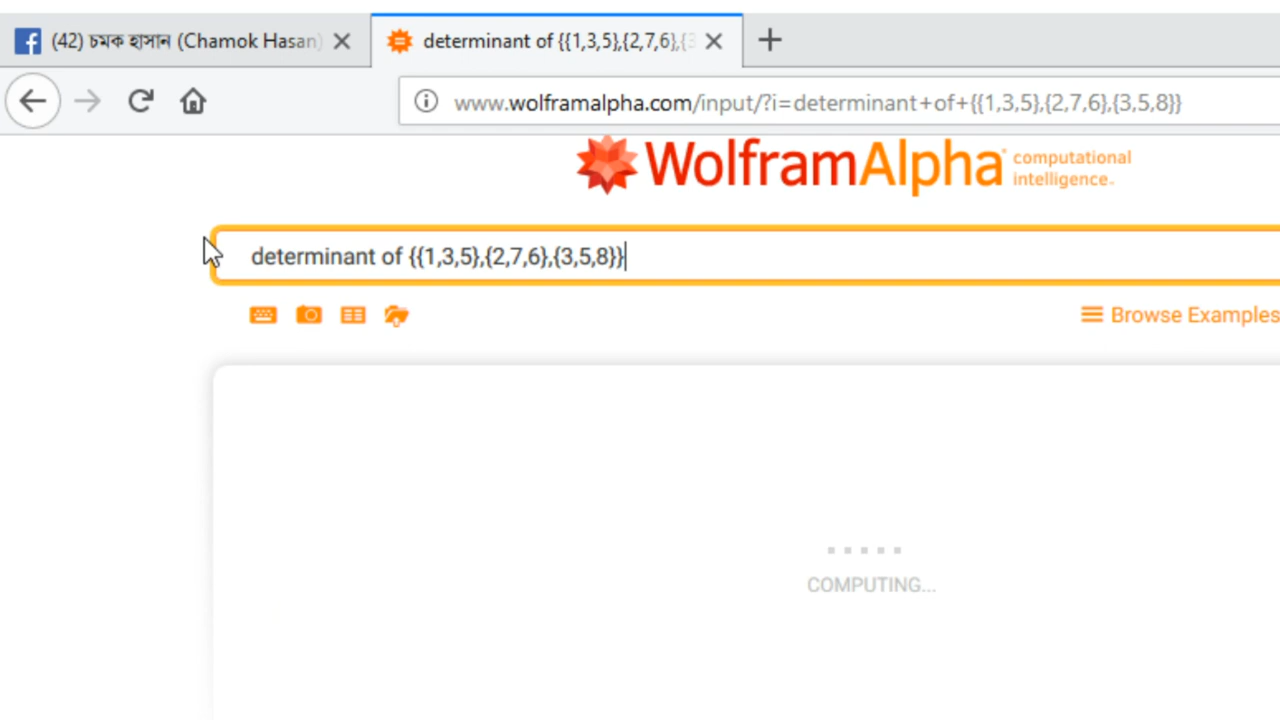 (42) চমক হাসান (Chamok Hasan)
determinant of {{1,3,5},{2,7,6},{3
www.wolframalpha.com/input/?i=determinant+of+{{1,3,5},{2,7,6},{3,5,8}}
WolframAlpha computational
intelligence.
determinant of {{1,3,5},{2,7,6},{3,5,8}}
Browse Examples
COMPUTING...